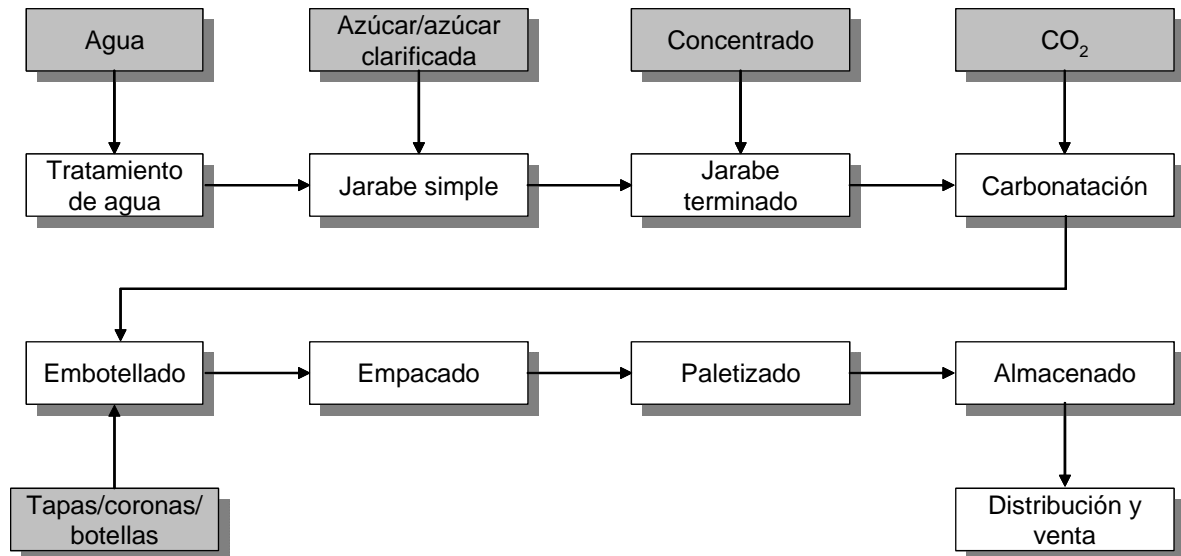 Agua
Azúcar/azúcar
clarificada
Concentrado
CO₂
Tratamiento
de agua
Jarabe simple
Jarabe
terminado
Carbonatación
Embotellado
Empacado
Paletizado
Almacenado
Tapas/coronas/
botellas
Distribución y
venta